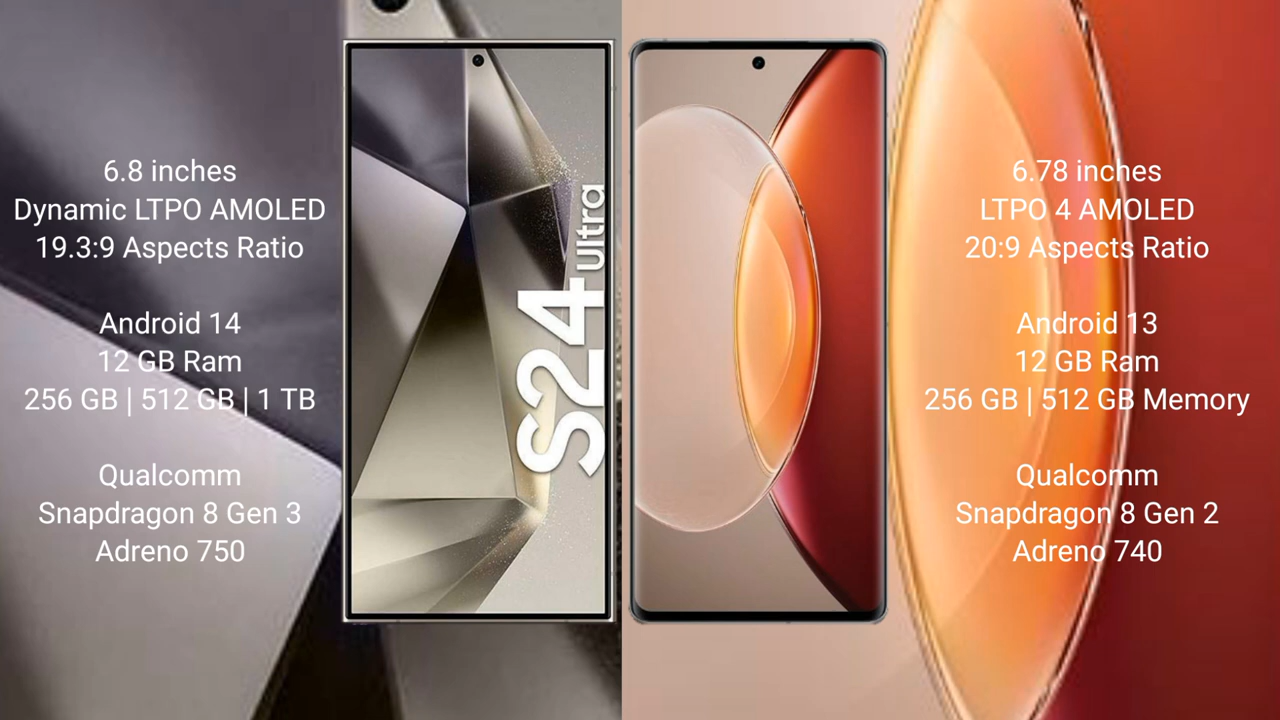 6.8 inches
Dynamic LTPO AMOLED
19.3:9 Aspects Ratio
Android 14
12 GB Ram
256 GB | 512 GB | 1 TB
Qualcomm
Snapdragon 8 Gen 3
Adreno 750
S24 ultra
6.78 inches
LTPO 4 AMOLED
20:9 Aspects Ratio
Android 13
12 GB Ram
256 GB | 512 GB Memory
Qualcomm
Snapdragon 8 Gen 2
Adreno 740